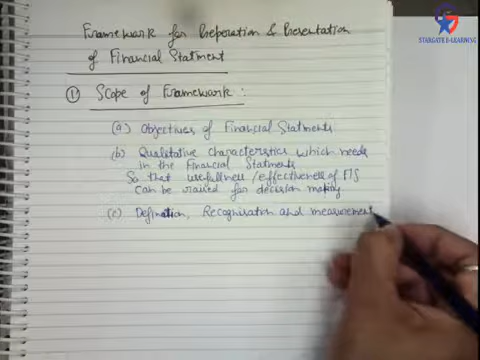 STARGATE E-LEARNING
Framework for Preparation & Presentation
of Financial Statment
① Scope of Framework :
(a) Objectives of Financial Statments
(b) Qualitative characteristics which needs
in the Financial Statments
So that usefullness / effectiveness of F/S
can be raised for decision making
(c) Defination, Recognisation and measurement